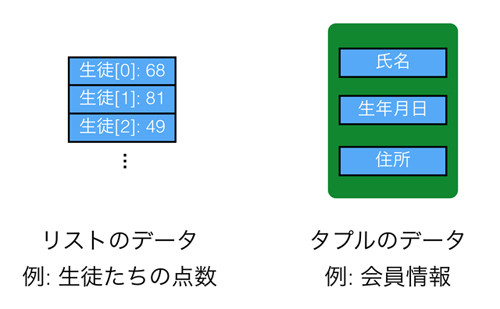 生徒[0]: 68
生徒[1]: 81
生徒[2]: 49
⋮
リストのデータ
例: 生徒たちの点数
氏名
生年月日
住所
タプルのデータ
例: 会員情報